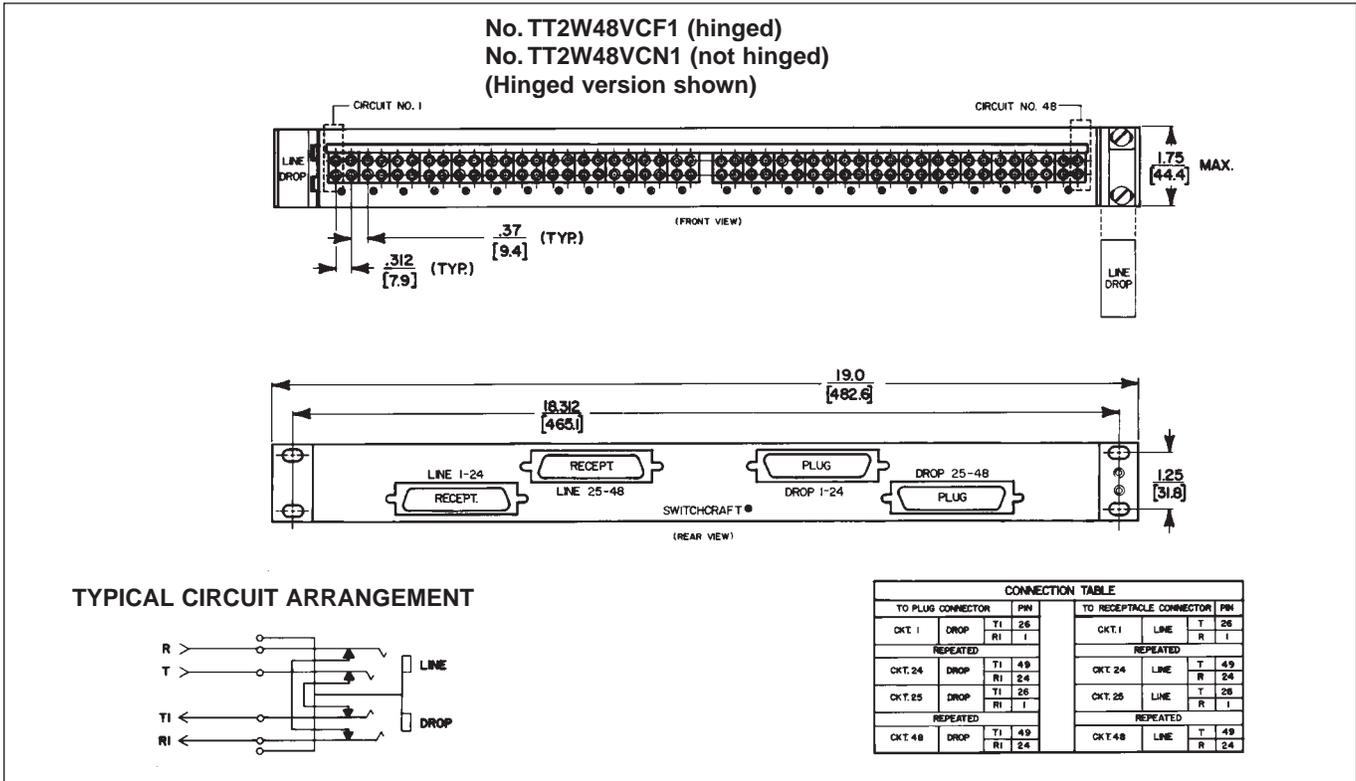 No. TT2W48VCF1 (hinged)
No. TT2W48VCN1 (not hinged)
(Hinged version shown)
CIRCUIT NO. 1
CIRCUIT NO. 48
LINE
DROP
1.75
[44.4]
MAX.
(FRONT VIEW)
.37
[9.4]
(TYP.)
.312
[7.9]
(TYP.)
LINE
DROP
19.0
[482.6]
18.312
[465.1]
LINE 1-24
RECEPT.
RECEPT.
LINE 25-48
PLUG
DROP 1-24
DROP 25-48
PLUG
1.25
[31.8]
SWITCHCRAFT®
(REAR VIEW)
TYPICAL CIRCUIT ARRANGEMENT
R
T
T1
R1
LINE
DROP
CONNECTION TABLE
TO PLUG CONNECTOR PIN TO RECEPTACLE CONNECTOR PIN
CKT. 1 DROP T1 26 CKT. 1 LINE T 26
R1 1 R 1
REPEATED REPEATED
CKT. 24 DROP T1 49 CKT. 24 LINE T 49
R1 24 R 24
CKT. 25 DROP T1 26 CKT. 25 LINE T 26
R1 1 R 1
REPEATED REPEATED
CKT. 48 DROP T1 49 CKT. 48 LINE T 49
R1 24 R 24